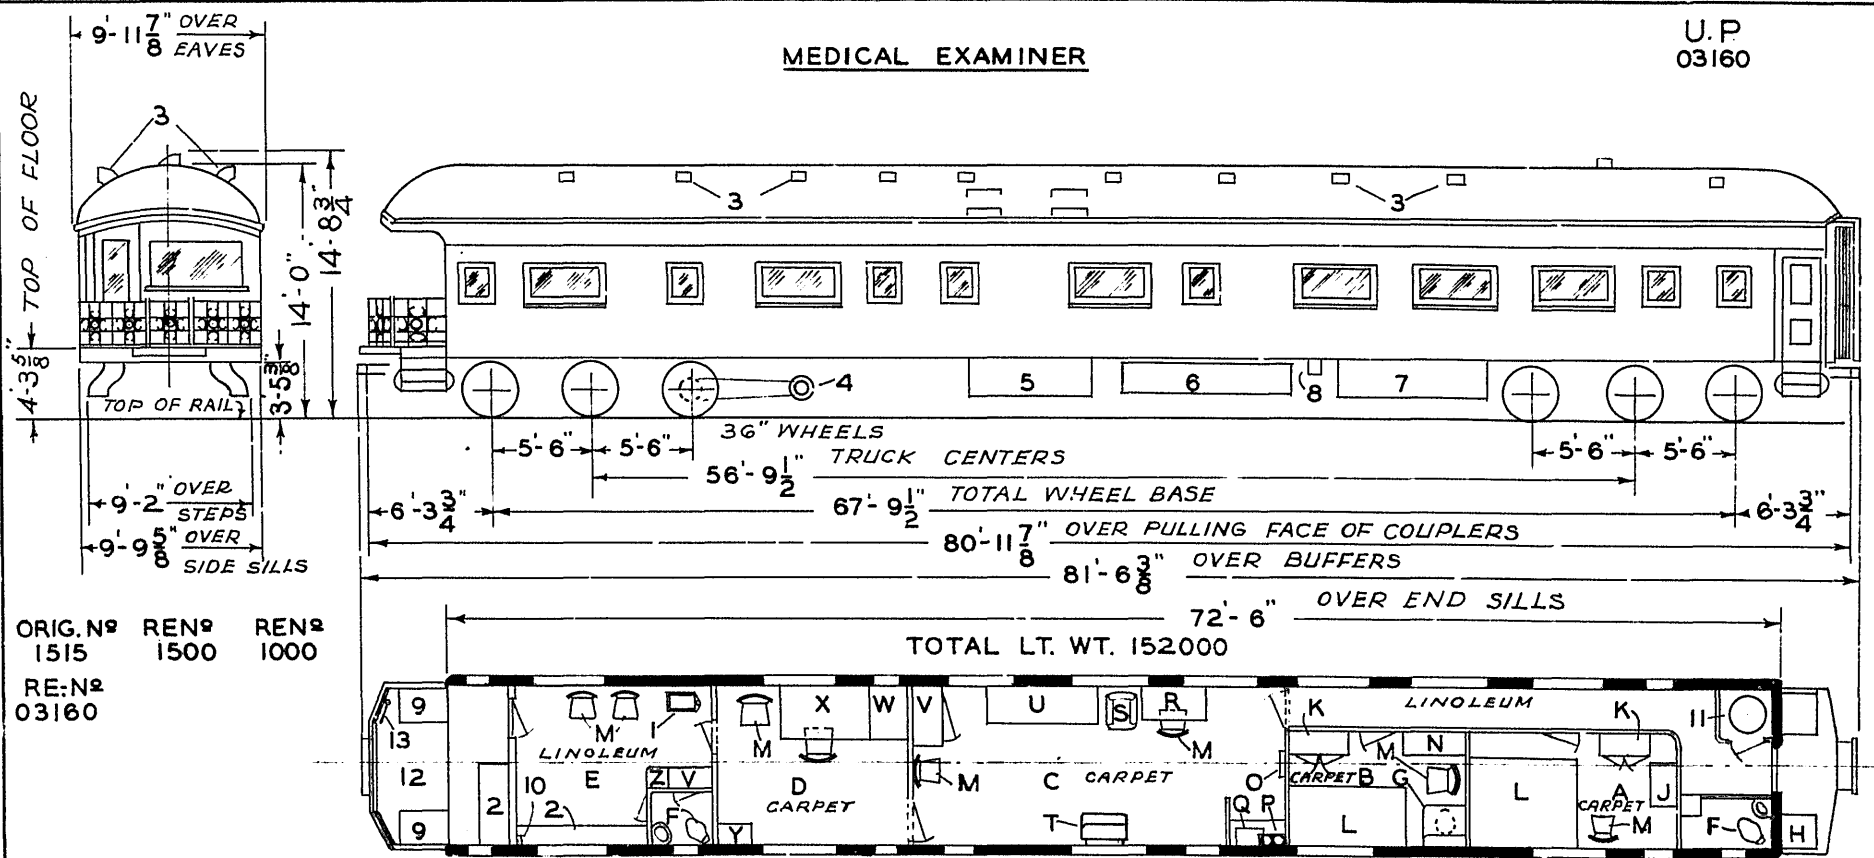 9'-11 7/8" OVER EAVES
MEDICAL EXAMINER
U.P.
03160
3
TOP OF FLOOR
14'-0"
14'-8 3/4"
4'-3 5/8"
3'-5 3/8"
TOP OF RAIL
3
3
4
5
6
8
7
36" WHEELS
5'-6"
5'-6"
5'-6"
5'-6"
56'-9 1/2" TRUCK CENTERS
9'-2" OVER STEPS
6'-3 3/4"
67'-9 1/2" TOTAL WHEEL BASE
6'-3 3/4"
9'-9 5/8" OVER SIDE SILLS
80'-11 7/8" OVER PULLING FACE OF COUPLERS
81'-6 3/8" OVER BUFFERS
72'-6" OVER END SILLS
ORIG. Nº RENº RENº
1515 1500 1000
TOTAL LT. WT. 152000
RE:Nº
03160
9 X W V U S R K LINOLEUM K 11
13 M M I M M M N
LINOLEUM
12 E Z V D M C CARPET O CARPET B G L A J
2 10 2 F CARPET Q P CARPET
9 Y T L M F H